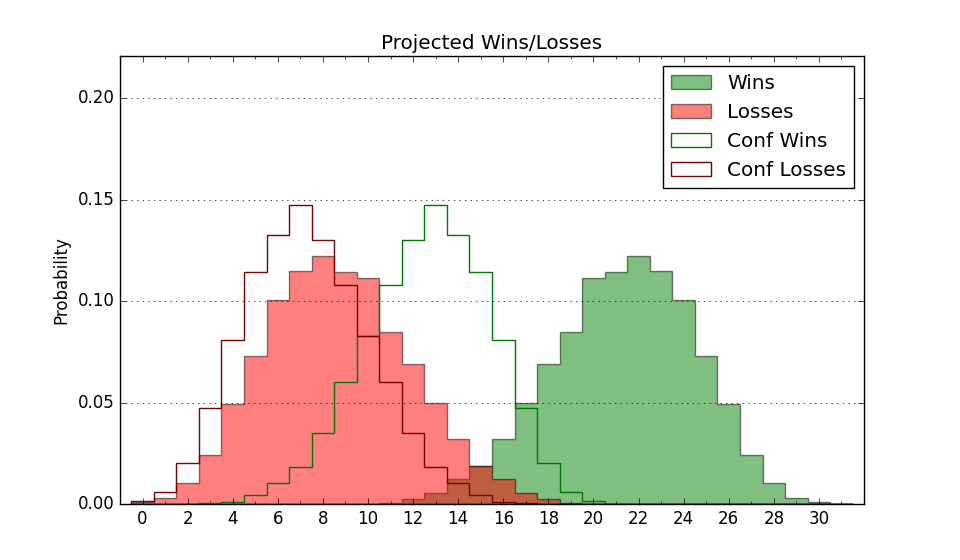 Projected Wins/Losses
Wins
Losses
Conf Wins
Conf Losses
Probability
0.20
0.15
0.10
0.05
0.00
0 2 4 6 8 10 12 14 16 18 20 22 24 26 28 30